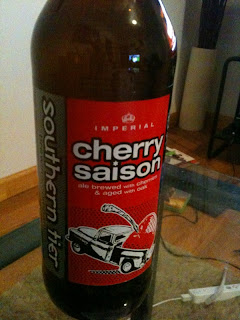 IMPERIAL
cherry
saison
ale brewed with cherries
& aged with oak
southern tier